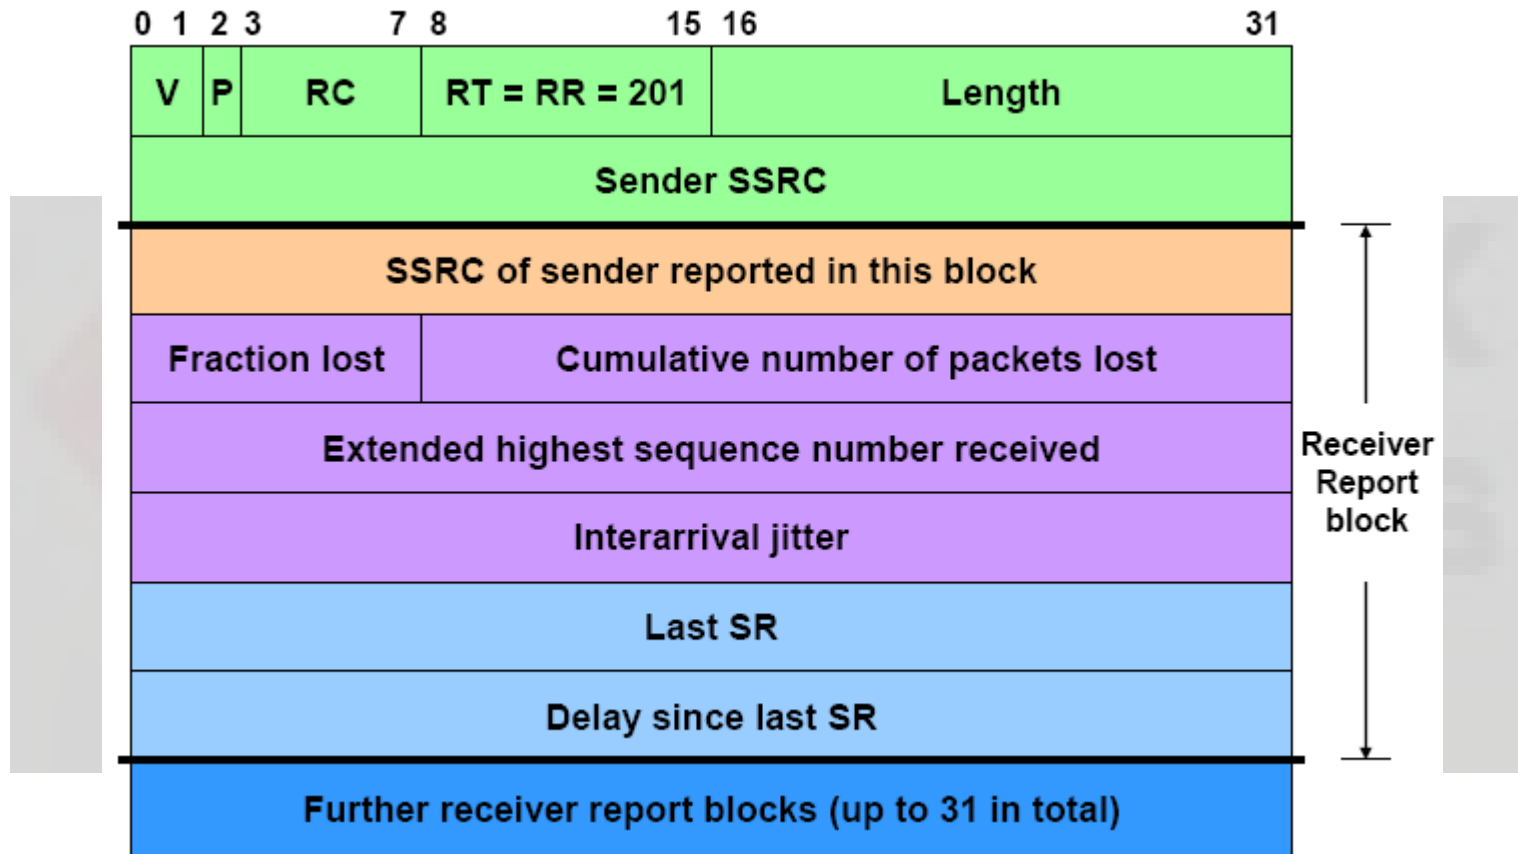 0 1 2 3 7 8 15 16 31
V P RC RT = RR = 201 Length
Sender SSRC
SSRC of sender reported in this block
Fraction lost Cumulative number of packets lost
Extended highest sequence number received
Interarrival jitter
Last SR
Delay since last SR
Further receiver report blocks (up to 31 in total)
Receiver
Report
block